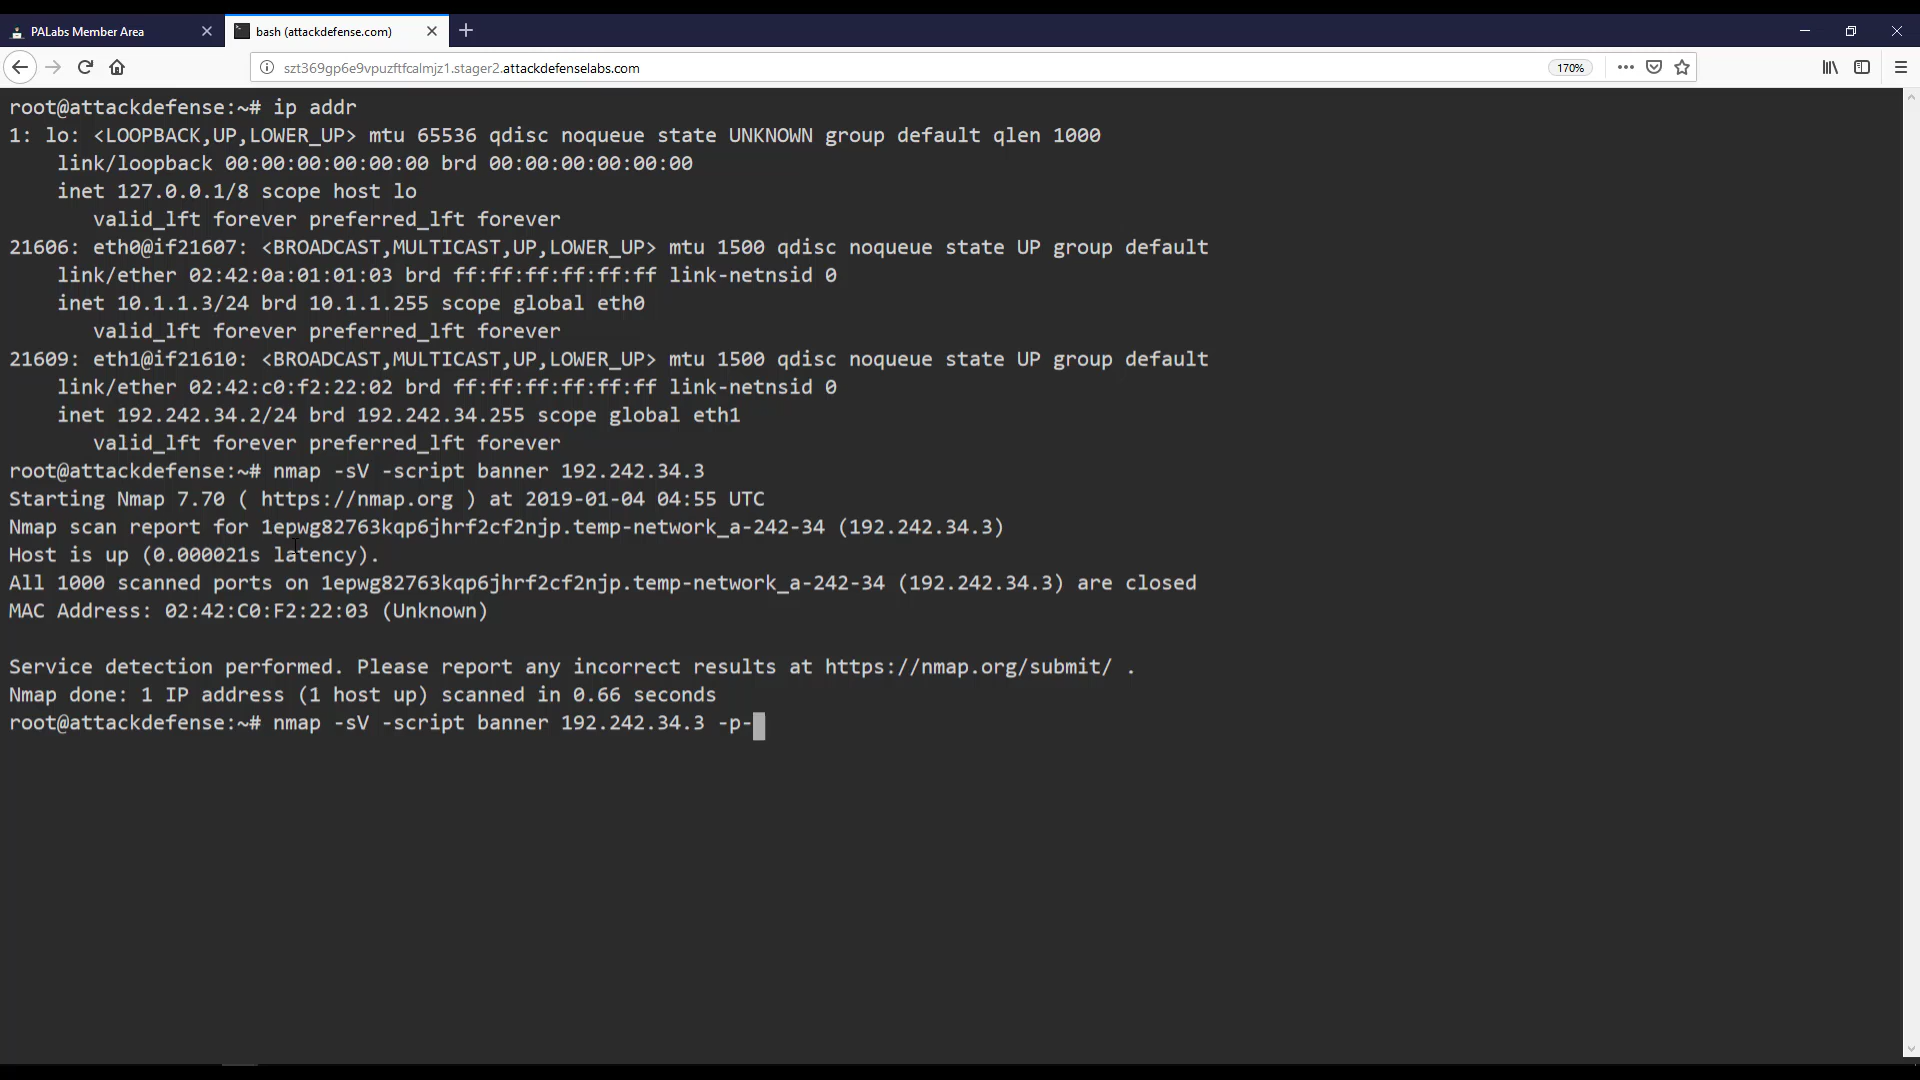 PALabs Member Area
bash (attackdefense.com)
szt369gp6e9vpuzftfcalmjz1.stager2.attackdefenselabs.com
170%
root@attackdefense:~# ip addr
1: lo: <LOOPBACK,UP,LOWER_UP> mtu 65536 qdisc noqueue state UNKNOWN group default qlen 1000
link/loopback 00:00:00:00:00:00 brd 00:00:00:00:00:00
inet 127.0.0.1/8 scope host lo
valid_lft forever preferred_lft forever
21606: eth0@if21607: <BROADCAST,MULTICAST,UP,LOWER_UP> mtu 1500 qdisc noqueue state UP group default
link/ether 02:42:0a:01:01:03 brd ff:ff:ff:ff:ff:ff link-netnsid 0
inet 10.1.1.3/24 brd 10.1.1.255 scope global eth0
valid_lft forever preferred_lft forever
21609: eth1@if21610: <BROADCAST,MULTICAST,UP,LOWER_UP> mtu 1500 qdisc noqueue state UP group default
link/ether 02:42:c0:f2:22:02 brd ff:ff:ff:ff:ff:ff link-netnsid 0
inet 192.242.34.2/24 brd 192.242.34.255 scope global eth1
valid_lft forever preferred_lft forever
root@attackdefense:~# nmap -sV -script banner 192.242.34.3
Starting Nmap 7.70 ( https://nmap.org ) at 2019-01-04 04:55 UTC
Nmap scan report for 1epwg82763kqp6jhrf2cf2njp.temp-network_a-242-34 (192.242.34.3)
Host is up (0.000021s latency).
All 1000 scanned ports on 1epwg82763kqp6jhrf2cf2njp.temp-network_a-242-34 (192.242.34.3) are closed
MAC Address: 02:42:C0:F2:22:03 (Unknown)
Service detection performed. Please report any incorrect results at https://nmap.org/submit/ .
Nmap done: 1 IP address (1 host up) scanned in 0.66 seconds
root@attackdefense:~# nmap -sV -script banner 192.242.34.3 -p-